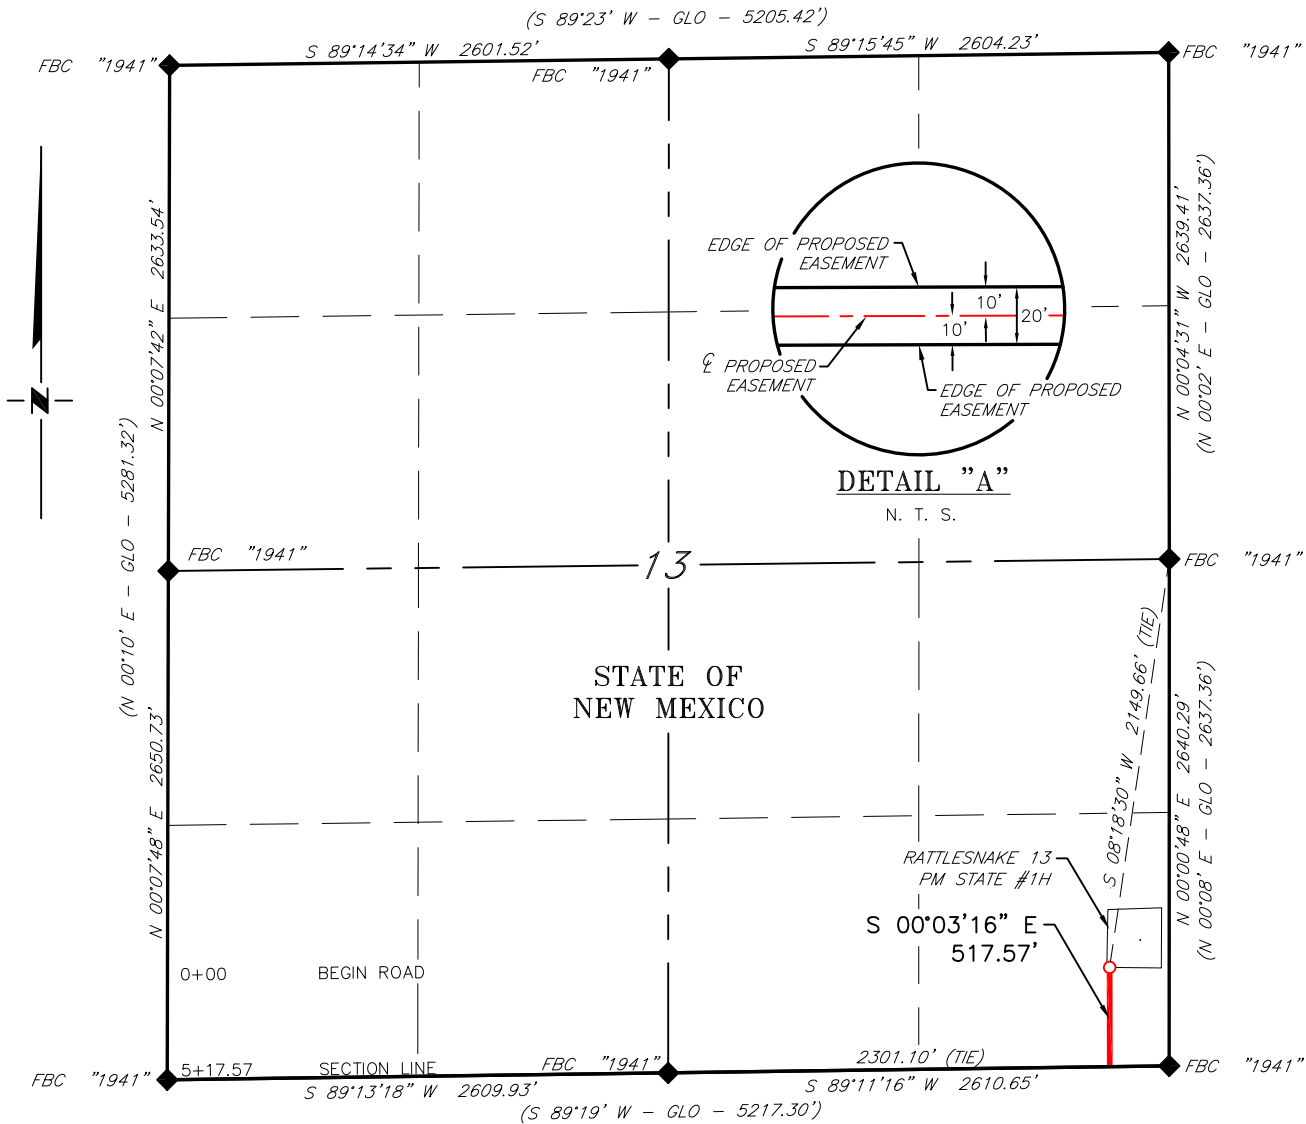 (S 89°23' W - GLO - 5205.42')
S 89°14'34" W 2601.52'
S 89°15'45" W 2604.23'
FBC "1941"
FBC "1941"
FBC "1941"
N 00°07'42" E 2633.54'
N 00°04'31" W 2639.41'
(N 00°02' E - GLO - 2637.36')
EDGE OF PROPOSED
EASEMENT
10'
20'
10'
℄ PROPOSED
EASEMENT
EDGE OF PROPOSED
EASEMENT
N
DETAIL "A"
N. T. S.
(N 00°10' E - GLO - 5281.32')
FBC "1941"
13
FBC "1941"
STATE OF
NEW MEXICO
S 08°18'30" W 2149.66' (TIE)
N 00°07'48" E 2650.73'
N 00°00'48" E 2640.29'
(N 00°08' E - GLO - 2637.36')
RATTLESNAKE 13
PM STATE #1H
S 00°03'16" E
517.57'
0+00 BEGIN ROAD
5+17.57 SECTION LINE
FBC "1941"
FBC "1941"
2301.10' (TIE)
FBC "1941"
S 89°13'18" W 2609.93'
S 89°11'16" W 2610.65'
(S 89°19' W - GLO - 5217.30')